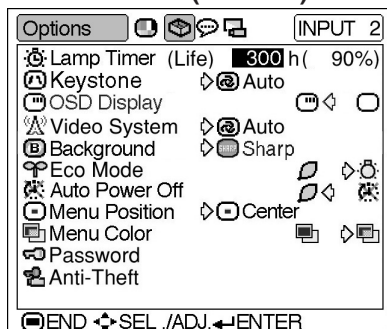 Options INPUT 2
Lamp Timer (Life) 300 h( 90%)
Keystone Auto
OSD Display
Video System Auto
B Background SHARP Sharp
Eco Mode
Auto Power Off
Menu Position Center
Menu Color
Password
Anti-Theft
END SEL./ADJ. ENTER